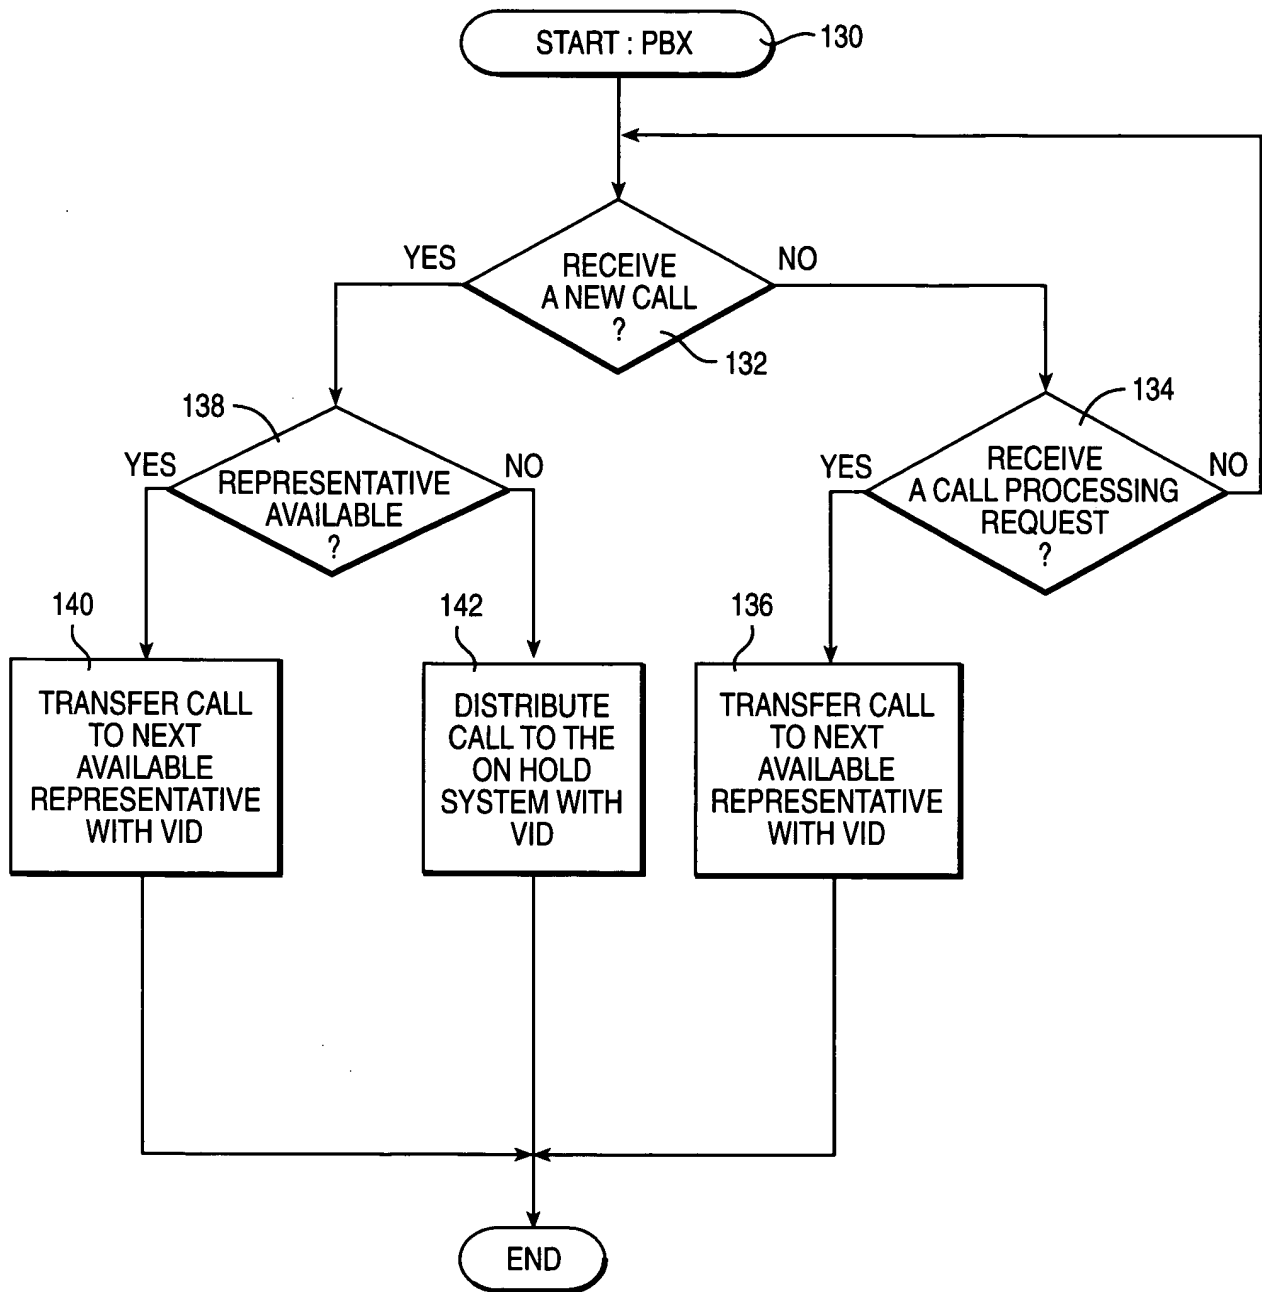 START : PBX
130
YES
RECEIVE
A NEW CALL
?
NO
132
138
YES
REPRESENTATIVE
AVAILABLE
?
NO
134
YES
RECEIVE
A CALL PROCESSING
REQUEST
?
NO
140
TRANSFER CALL
TO NEXT
AVAILABLE
REPRESENTATIVE
WITH VID
142
DISTRIBUTE
CALL TO THE
ON HOLD
SYSTEM WITH
VID
136
TRANSFER CALL
TO NEXT
AVAILABLE
REPRESENTATIVE
WITH VID
END